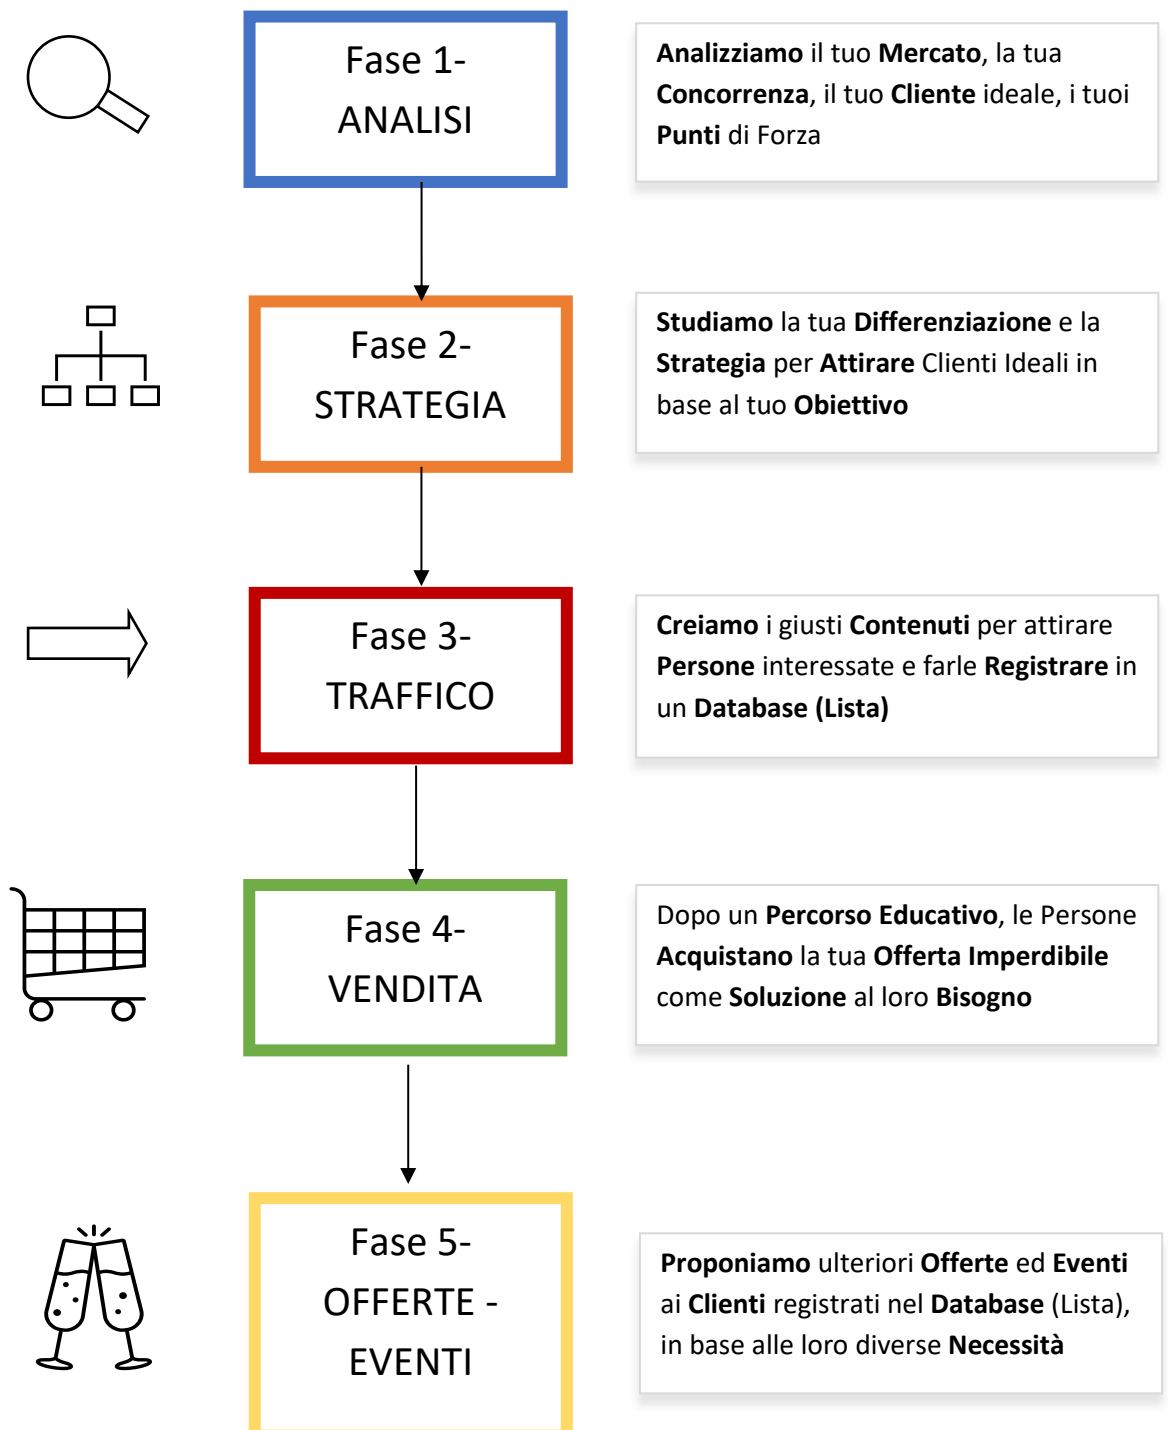 Fase 1-
ANALISI
Analizziamo il tuo Mercato, la tua
Concorrenza, il tuo Cliente ideale, i tuoi
Punti di Forza
Fase 2-
STRATEGIA
Studiamo la tua Differenziazione e la
Strategia per Attirare Clienti Ideali in
base al tuo Obiettivo
Fase 3-
TRAFFICO
Creiamo i giusti Contenuti per attirare
Persone interessate e farle Registrare in
un Database (Lista)
Fase 4-
VENDITA
Dopo un Percorso Educativo, le Persone
Acquistano la tua Offerta Imperdibile
come Soluzione al loro Bisogno
Fase 5-
OFFERTE -
EVENTI
Proponiamo ulteriori Offerte ed Eventi
ai Clienti registrati nel Database (Lista),
in base alle loro diverse Necessità